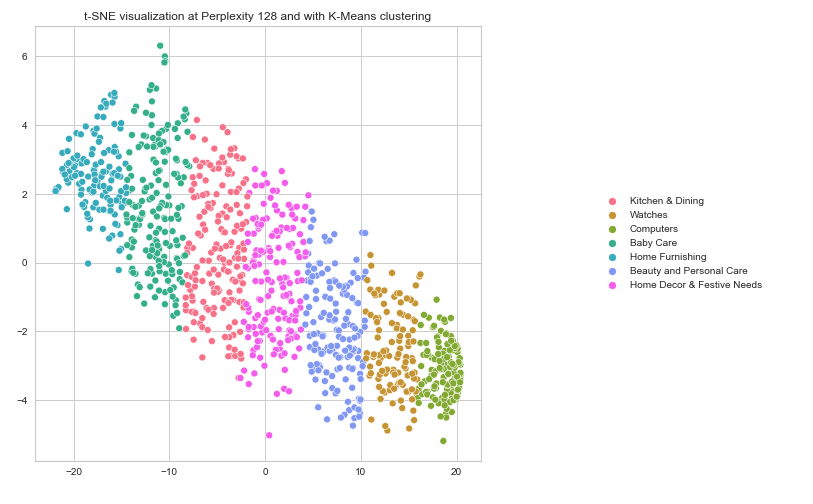 t-SNE visualization at Perplexity 128 and with K-Means clustering
6
4
2
0
−2
−4
−20
−10
0
10
20
Kitchen & Dining
Watches
Computers
Baby Care
Home Furnishing
Beauty and Personal Care
Home Decor & Festive Needs